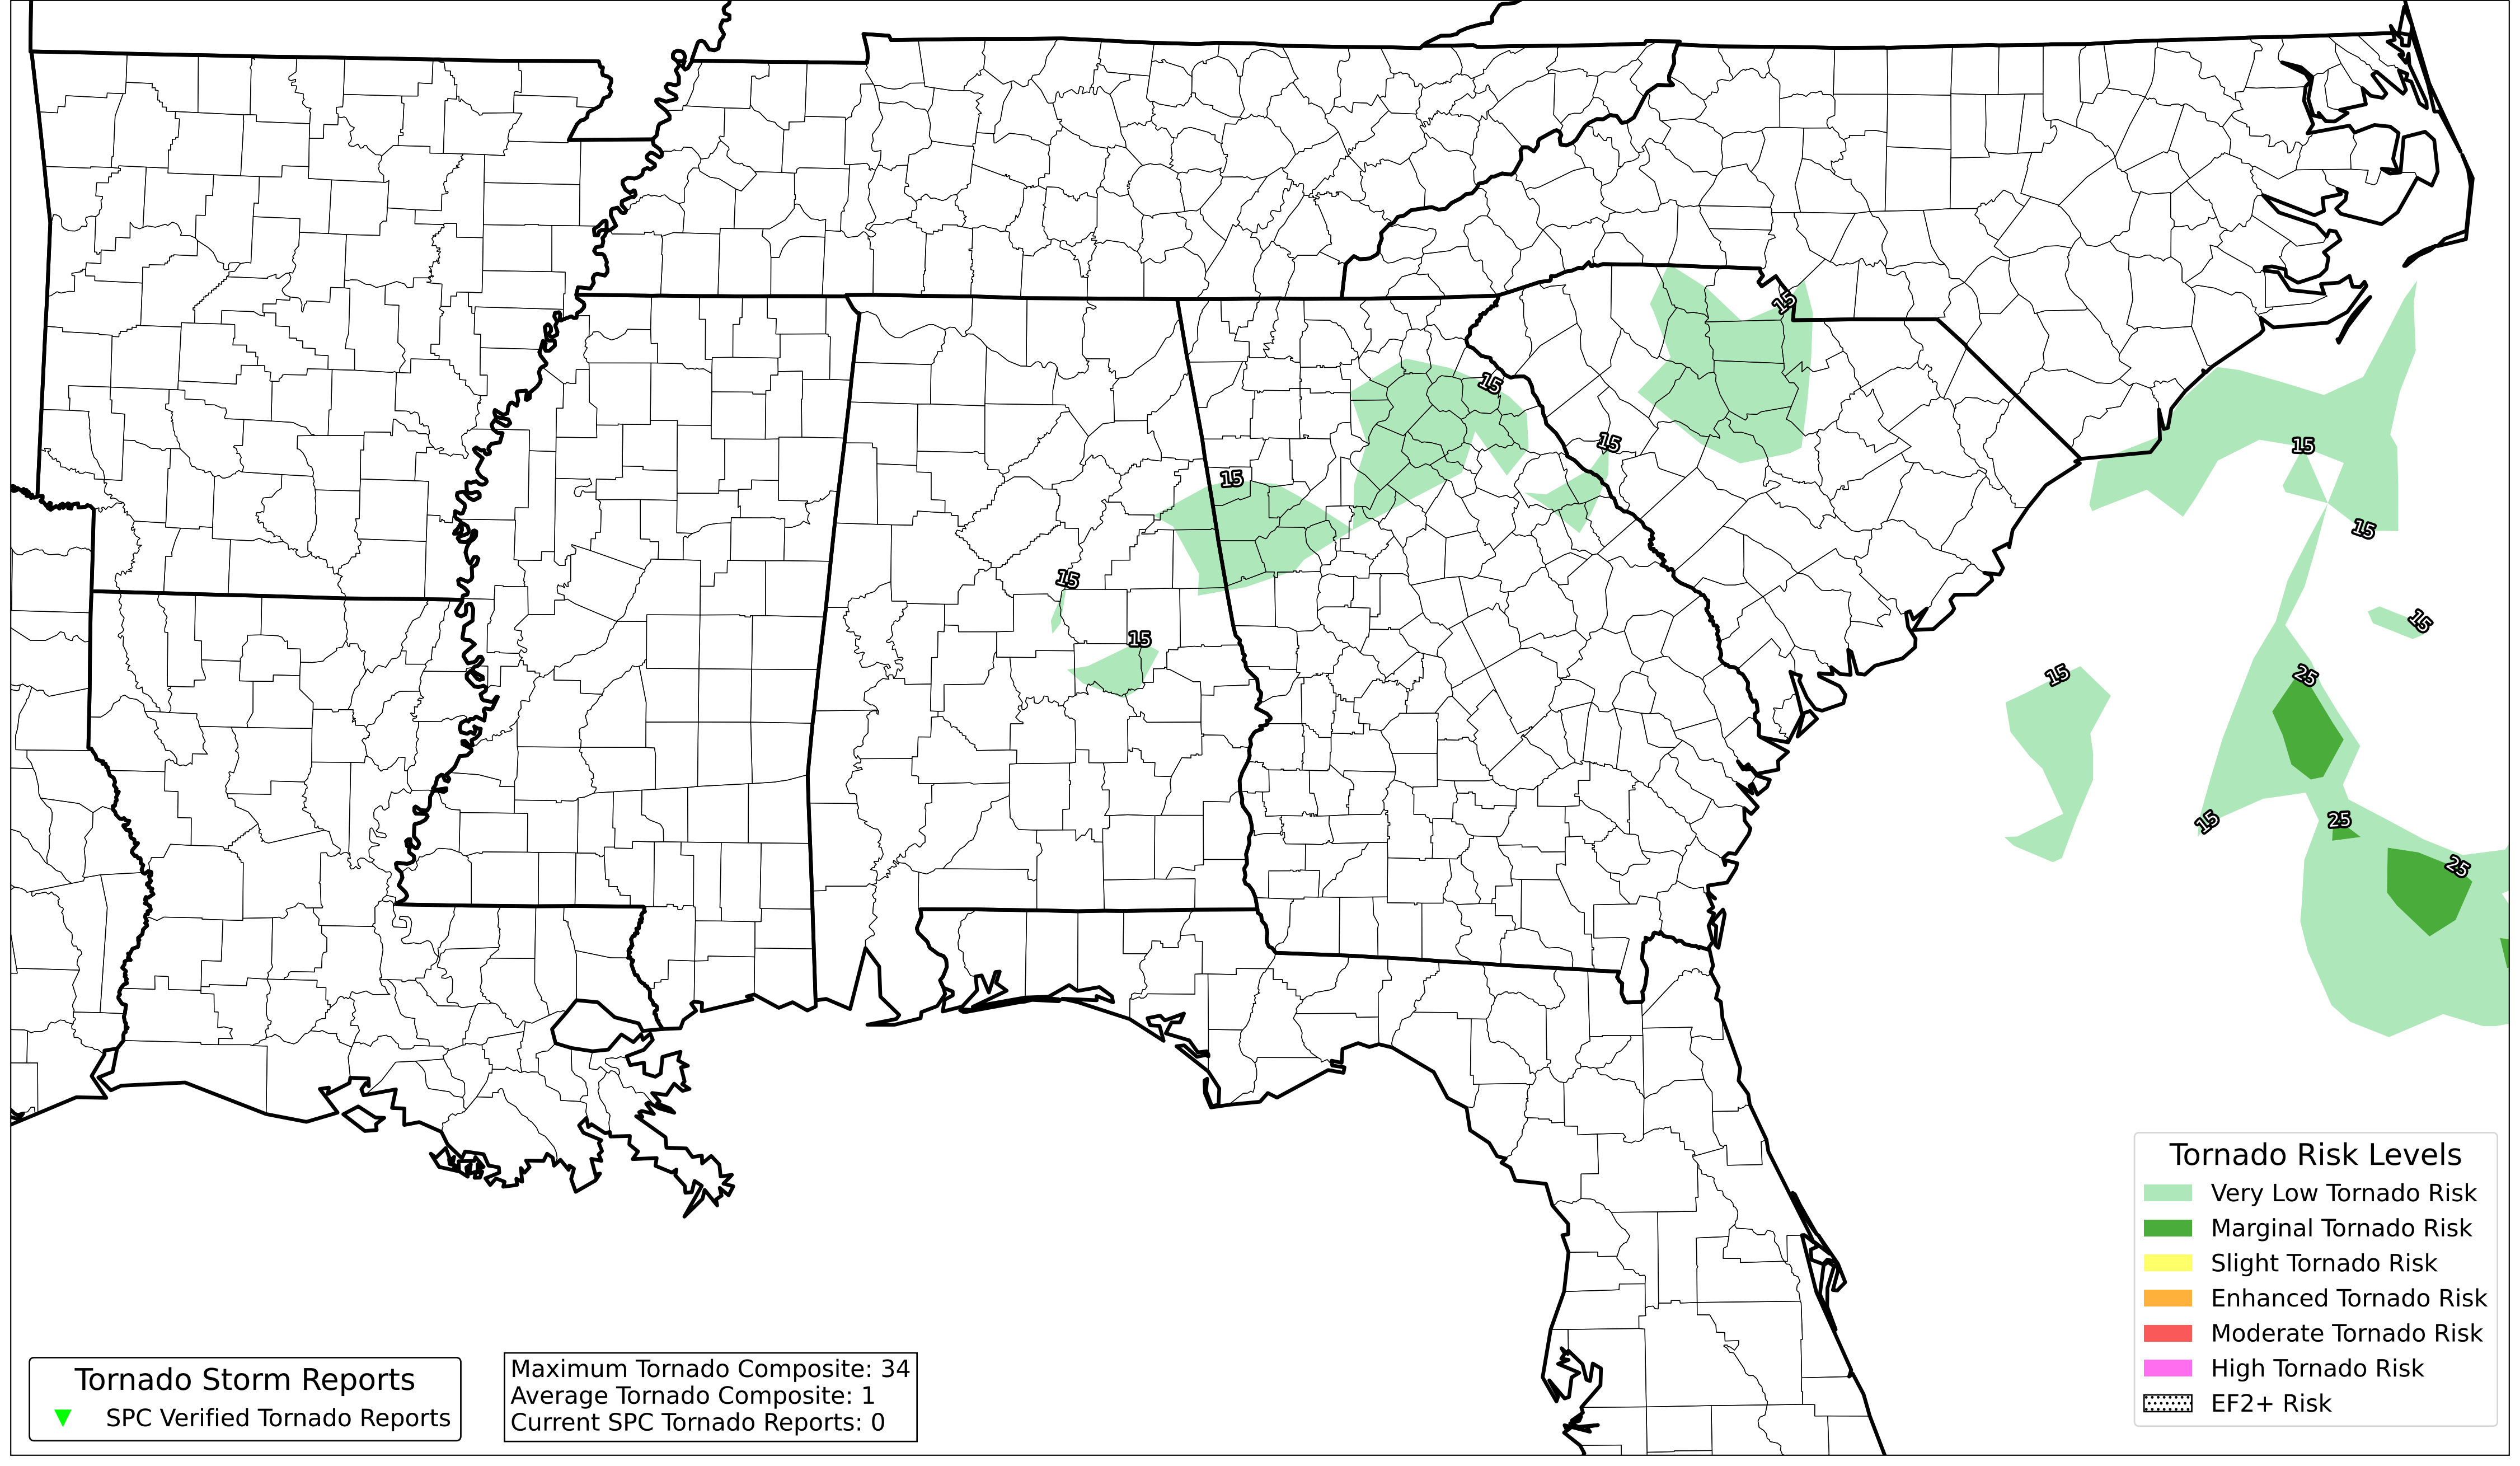 15
15
15
15
15
15
15
15
15
15
25
15
25
15
25
Tornado Risk Levels
Very Low Tornado Risk
Marginal Tornado Risk
Slight Tornado Risk
Enhanced Tornado Risk
Moderate Tornado Risk
High Tornado Risk
EF2+ Risk
Tornado Storm Reports
SPC Verified Tornado Reports
Maximum Tornado Composite: 34
Average Tornado Composite: 1
Current SPC Tornado Reports: 0